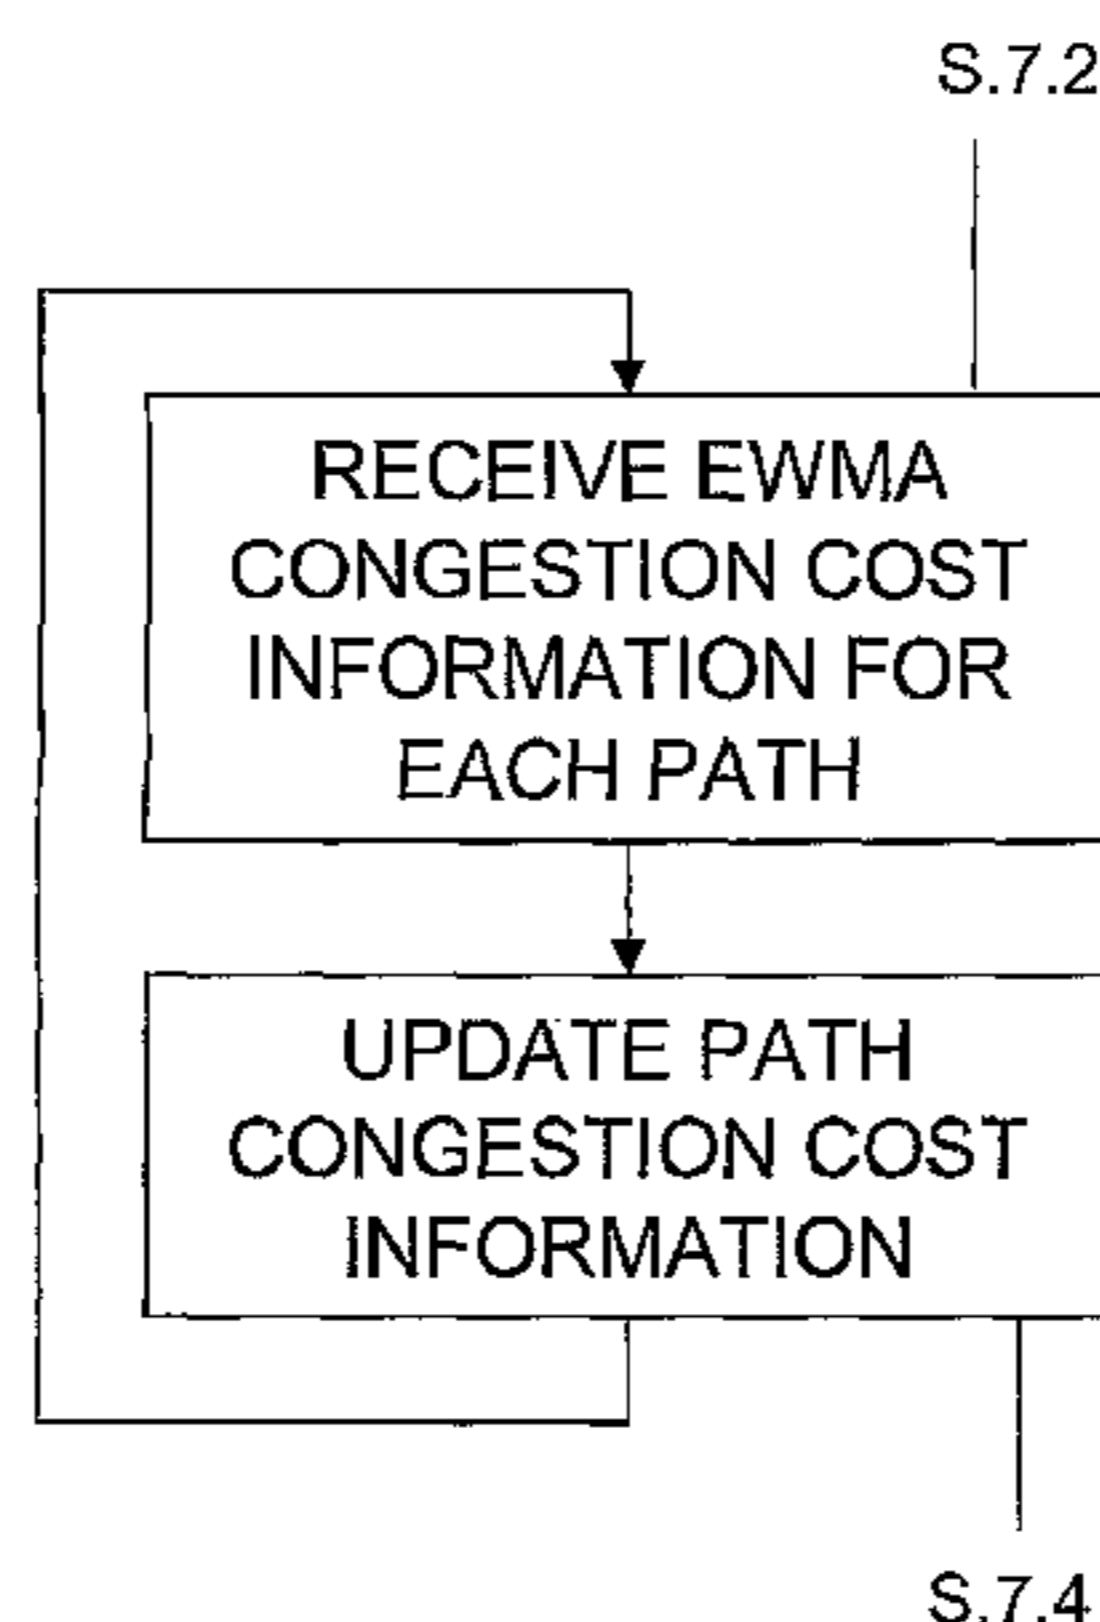 S.7.2
RECEIVE EWMA
CONGESTION COST
INFORMATION FOR
EACH PATH
UPDATE PATH
CONGESTION COST
INFORMATION
S.7.4